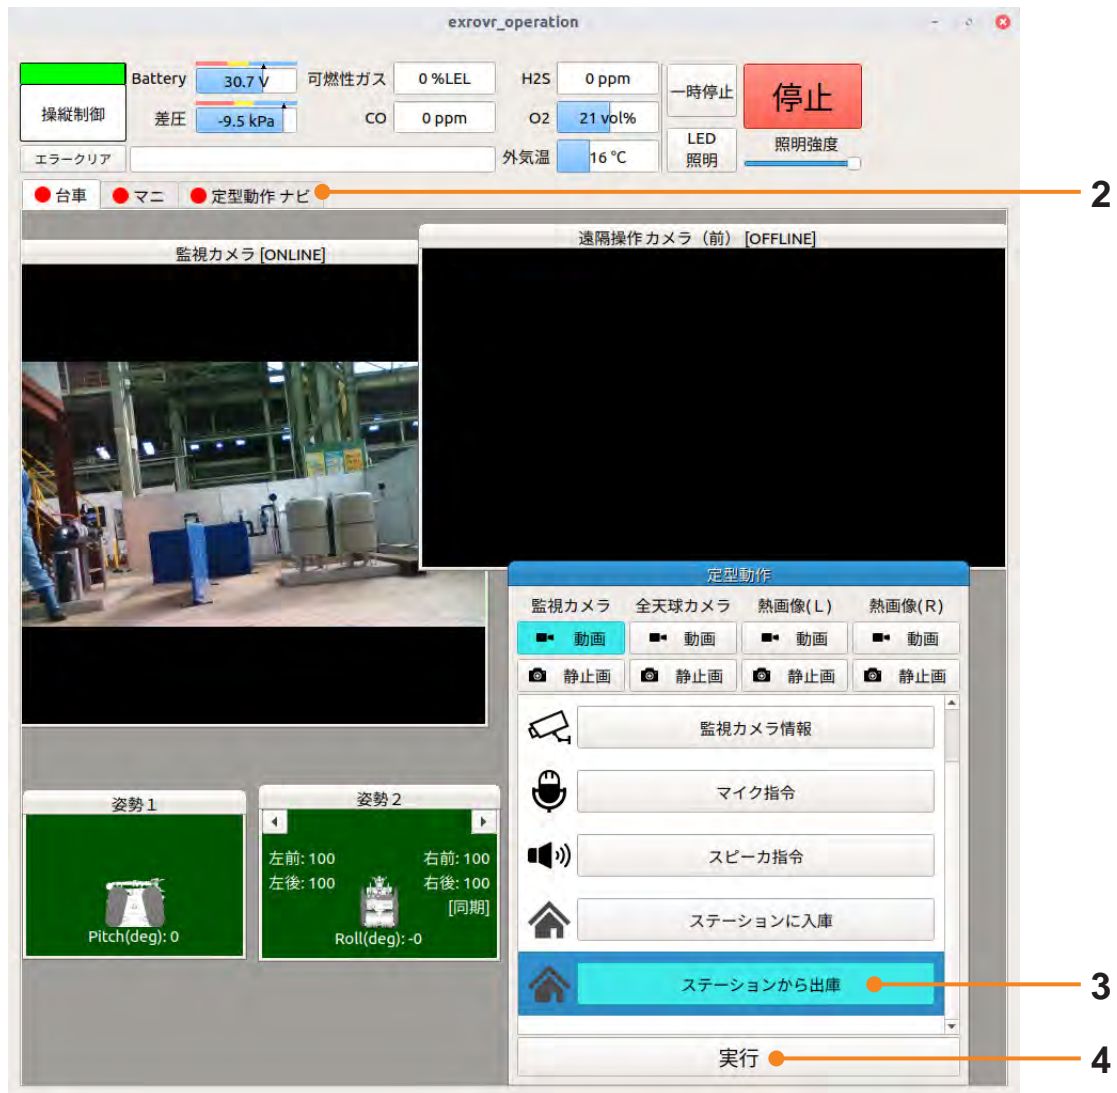 exrovr_operation
操縦制御
Battery 30.7 V
可燃性ガス 0 %LEL
H2S 0 ppm
一時停止
停止
差圧 -9.5 kPa
CO 0 ppm
O2 21 vol%
LED
照明
照明強度
エラークリア
外気温 16 °C
台車
マニ
定型動作 ナビ
2
監視カメラ [ONLINE]
遠隔操作カメラ（前） [OFFLINE]
定型動作
監視カメラ 全天球カメラ 熱画像(L) 熱画像(R)
動画 動画 動画 動画
静止画 静止画 静止画 静止画
監視カメラ情報
マイク指令
スピーカ指令
ステーションに入庫
ステーションから出庫
3
実行
4
姿勢1
Pitch(deg): 0
姿勢2
左前: 100 右前: 100
左後: 100 右後: 100
[同期]
Roll(deg): -0